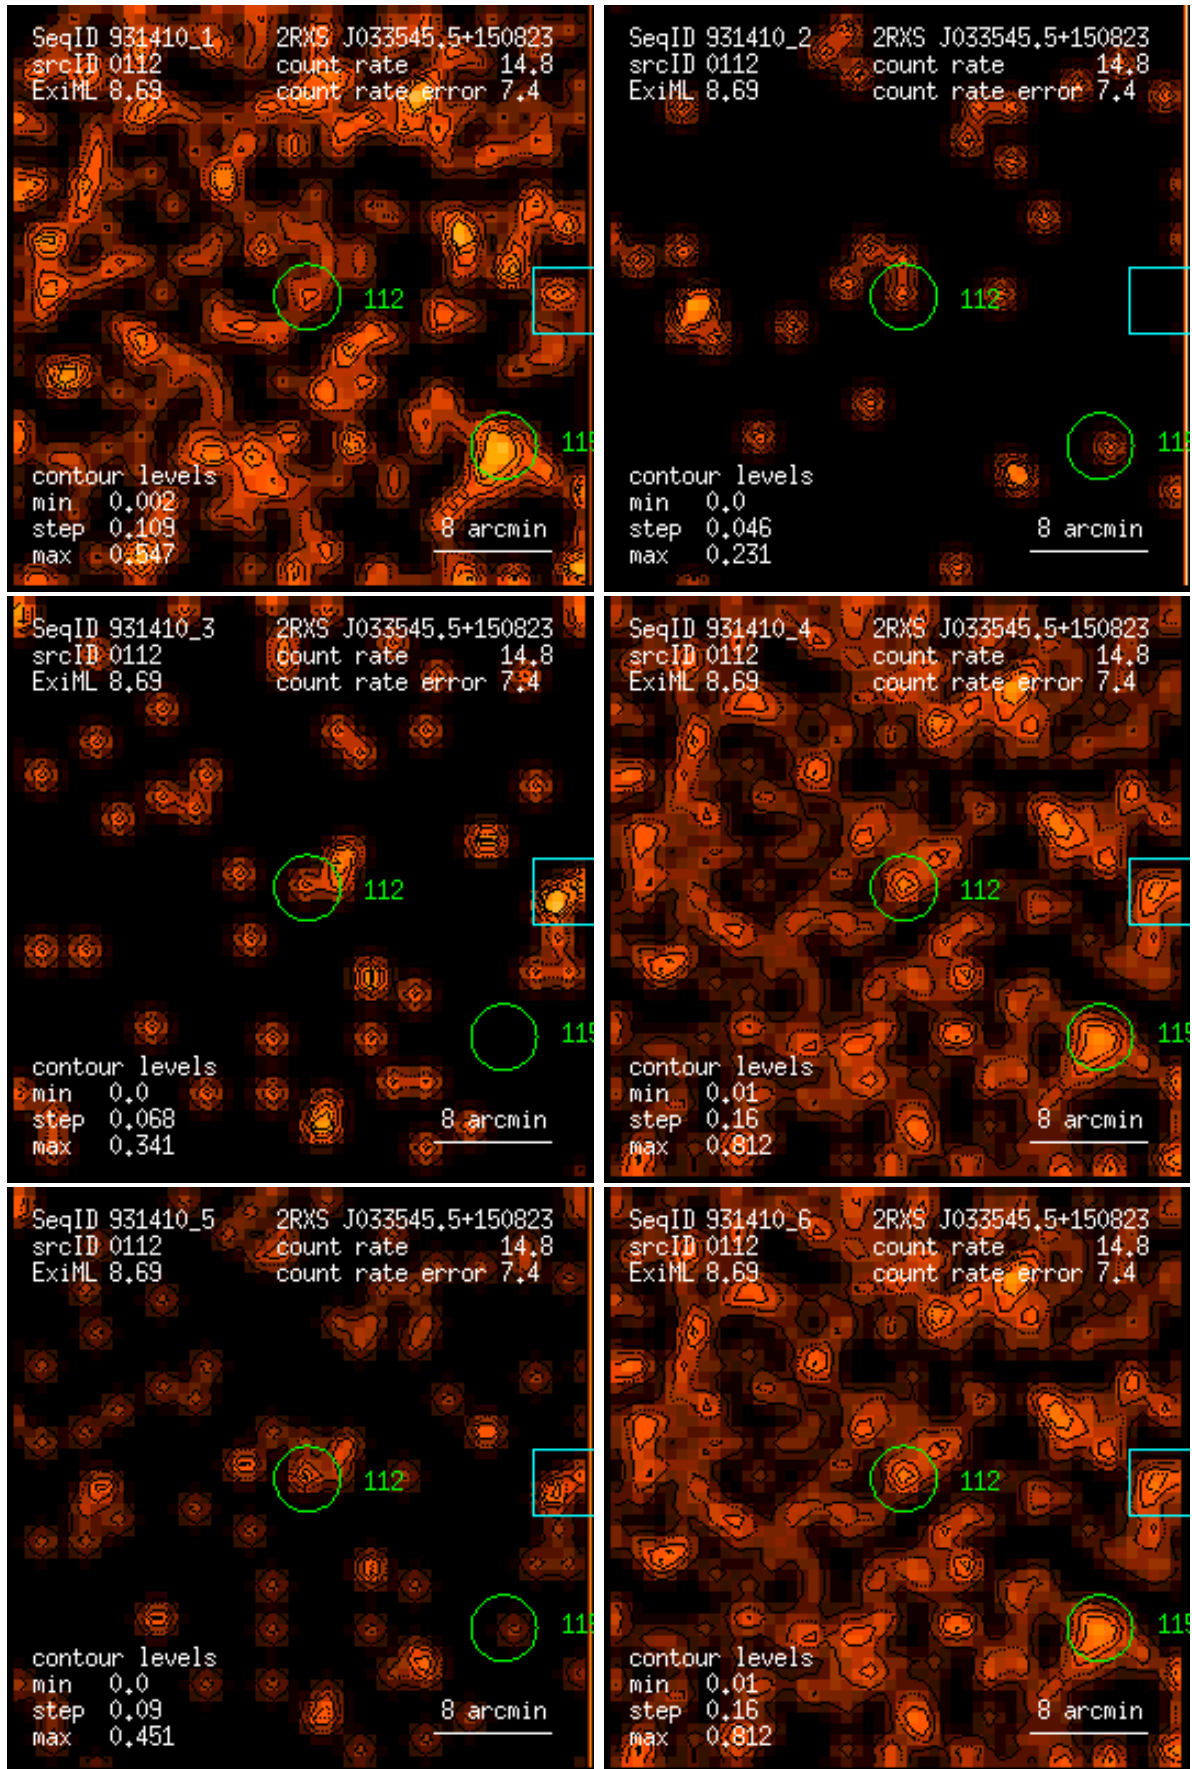 SeqID 931410_1 2RXS J033545.5+150823
srcID 0112 count rate 14.8
ExiML 8.69 count rate error 7.4
112
115
contour levels
min 0.002
step 0.109 8 arcmin
max 0.547
SeqID 931410_2 2RXS J033545.5+150823
srcID 0112 count rate 14.8
ExiML 8.69 count rate error 7.4
112
contour levels
min 0.0
step 0.046 8 arcmin
max 0.231
SeqID 931410_3 2RXS J033545.5+150823
srcID 0112 count rate 14.8
ExiML 8.69 count rate error 7.4
112
115
contour levels
min 0.0
step 0.068 8 arcmin
max 0.341
SeqID 931410_4 2RXS J033545.5+150823
srcID 0112 count rate 14.8
ExiML 8.69 count rate error 7.4
112
115
contour levels
min 0.01
step 0.16 8 arcmin
max 0.812
SeqID 931410_5 2RXS J033545.5+150823
srcID 0112 count rate 14.8
ExiML 8.69 count rate error 7.4
112
115
contour levels
min 0.0
step 0.09 8 arcmin
max 0.451
SeqID 931410_6 2RXS J033545.5+150823
srcID 0112 count rate 14.8
ExiML 8.69 count rate error 7.4
112
115
contour levels
min 0.01
step 0.16 8 arcmin
max 0.812